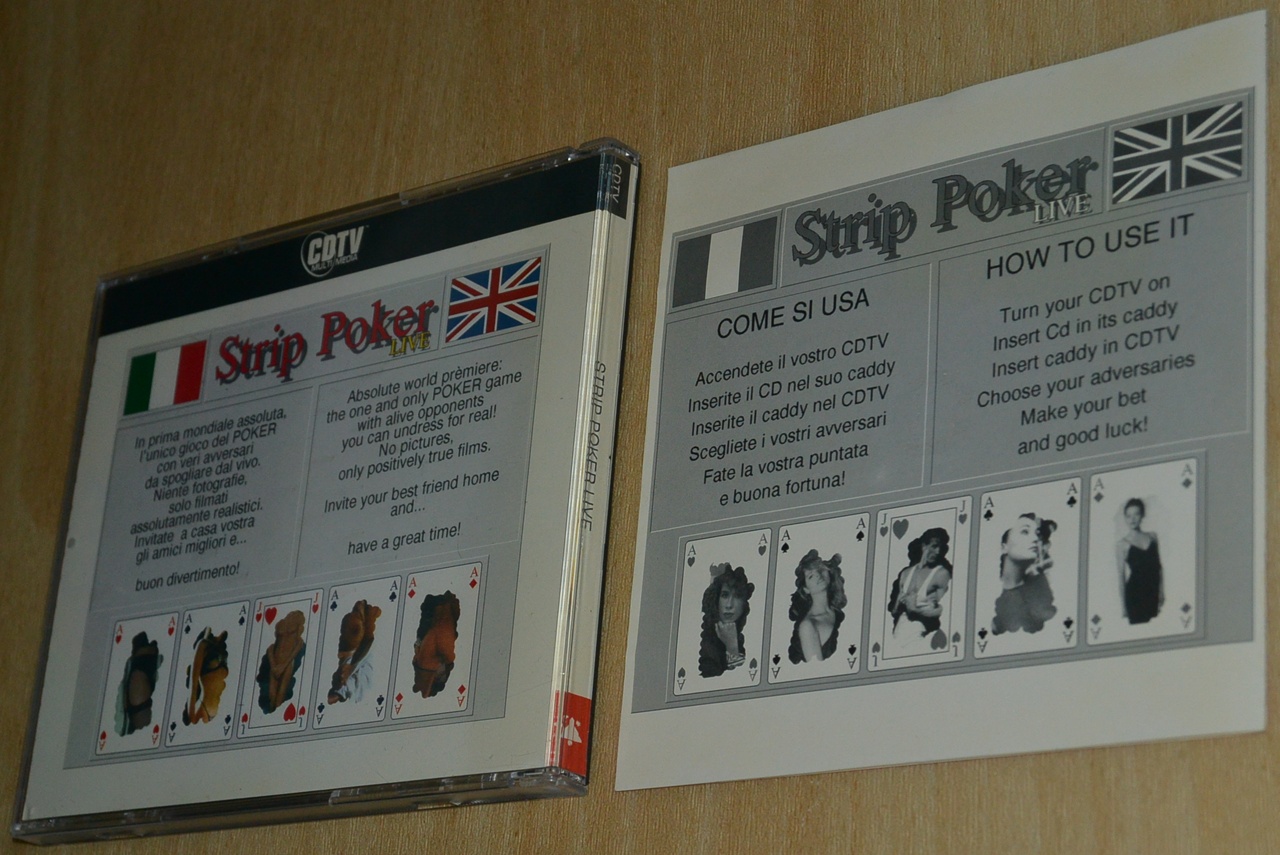 CDTV
MULTIMEDIA
Strip Poker
LIVE
In prima mondiale assoluta,
l'unico gioco del POKER
con veri avversari
da spogliare dal vivo.
Niente fotografie,
solo filmati
assolutamente realistici.
Invitate a casa vostra
gli amici migliori e...
buon divertimento!
Absolute world prèmiere:
the one and only POKER game
with alive opponents
you can undress for real!
No pictures,
only positively true films.
Invite your best friend home
and...
have a great time!
A A
A A
J J
A A
A A
A
A
J
A
A
CDTV
STRIP POKER LIVE
Strip Poker
LIVE
COME SI USA
Accendete il vostro CDTV
Inserite il CD nel suo caddy
Inserite il caddy nel CDTV
Scegliete i vostri avversari
Fate la vostra puntata
e buona fortuna!
HOW TO USE IT
Turn your CDTV on
Insert Cd in its caddy
Insert caddy in CDTV
Choose your adversaries
Make your bet
and good luck!
A A
A A
J J
A A
A A
A A
A A
J J
A A
A A